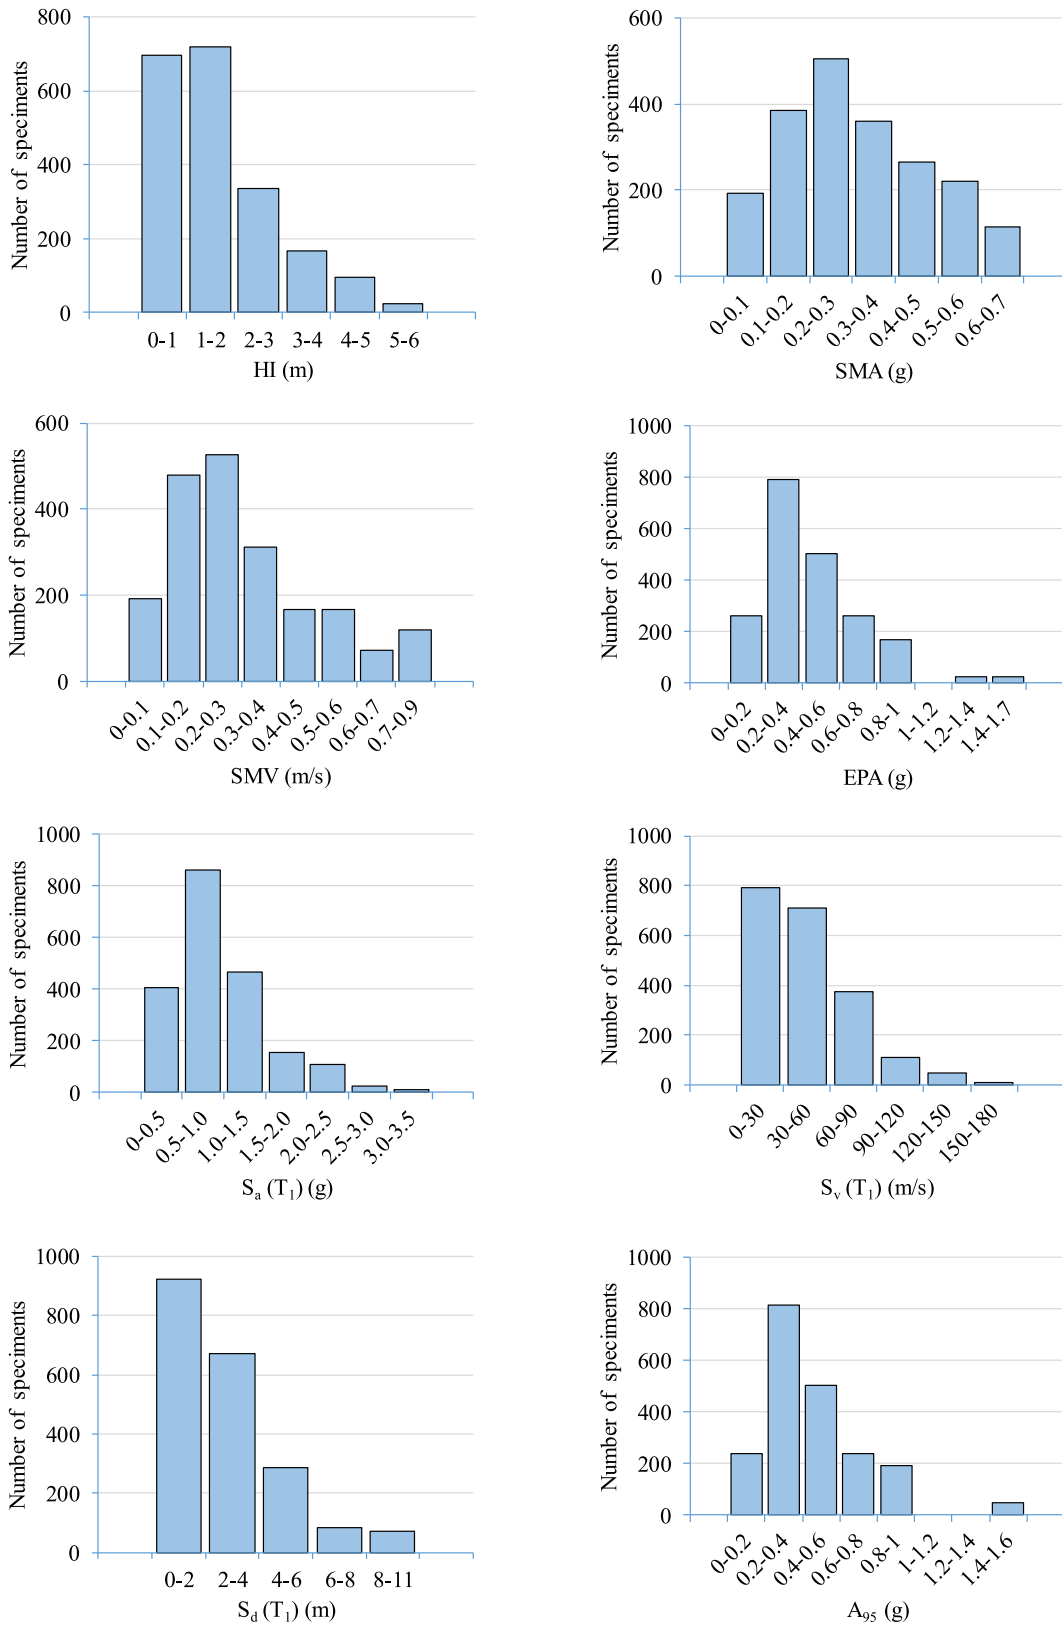 800
600
400
200
0
Number of speciments
0-1 1-2 2-3 3-4 4-5 5-6
HI (m)
600
400
200
0
Number of speciments
0-0.1 0.1-0.2 0.2-0.3 0.3-0.4 0.4-0.5 0.5-0.6 0.6-0.7
SMA (g)
600
400
200
0
Number of speciments
0-0.1 0.1-0.2 0.2-0.3 0.3-0.4 0.4-0.5 0.5-0.6 0.6-0.7 0.7-0.9
SMV (m/s)
1000
800
600
400
200
0
Number of speciments
0-0.2 0.2-0.4 0.4-0.6 0.6-0.8 0.8-1 1-1.2 1.2-1.4 1.4-1.7
EPA (g)
1000
800
600
400
200
0
Number of speciments
0-0.5 0.5-1.0 1.0-1.5 1.5-2.0 2.0-2.5 2.5-3.0 3.0-3.5
Sa (T1) (g)
1000
800
600
400
200
0
Number of speciments
0-30 30-60 60-90 90-120 120-150 150-180
Sv (T1) (m/s)
1000
800
600
400
200
0
Number of speciments
0-2 2-4 4-6 6-8 8-11
Sd (T1) (m)
1000
800
600
400
200
0
Number of speciments
0-0.2 0.2-0.4 0.4-0.6 0.6-0.8 0.8-1 1-1.2 1.2-1.4 1.4-1.6
A95 (g)